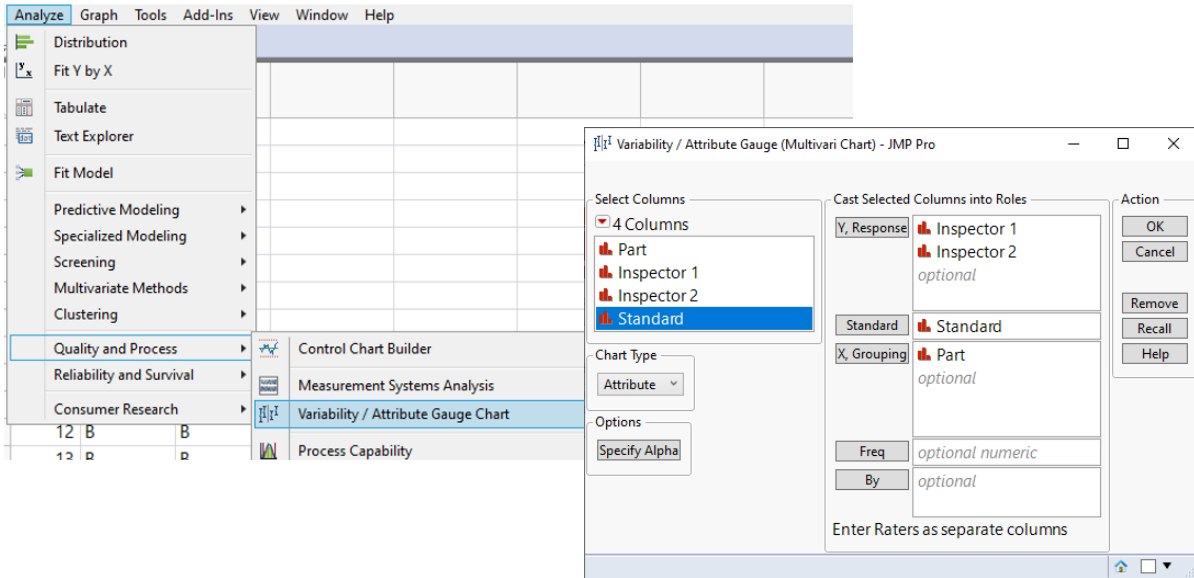 Analyze Graph Tools Add-Ins View Window Help
Distribution
Fit Y by X
Tabulate
Text Explorer
Fit Model
Predictive Modeling
Specialized Modeling
Screening
Multivariate Methods
Clustering
Quality and Process
Reliability and Survival
Consumer Research
12 B B
13 B B
Control Chart Builder
Measurement Systems Analysis
Variability / Attribute Gauge Chart
Process Capability
Variability / Attribute Gauge (Multivari Chart) - JMP Pro
Select Columns
4 Columns
Part
Inspector 1
Inspector 2
Standard
Chart Type
Attribute
Options
Specify Alpha
Cast Selected Columns into Roles
Y, Response Inspector 1
Inspector 2
optional
Standard Standard
X, Grouping Part
optional
Freq optional numeric
By optional
Enter Raters as separate columns
Action
OK
Cancel
Remove
Recall
Help